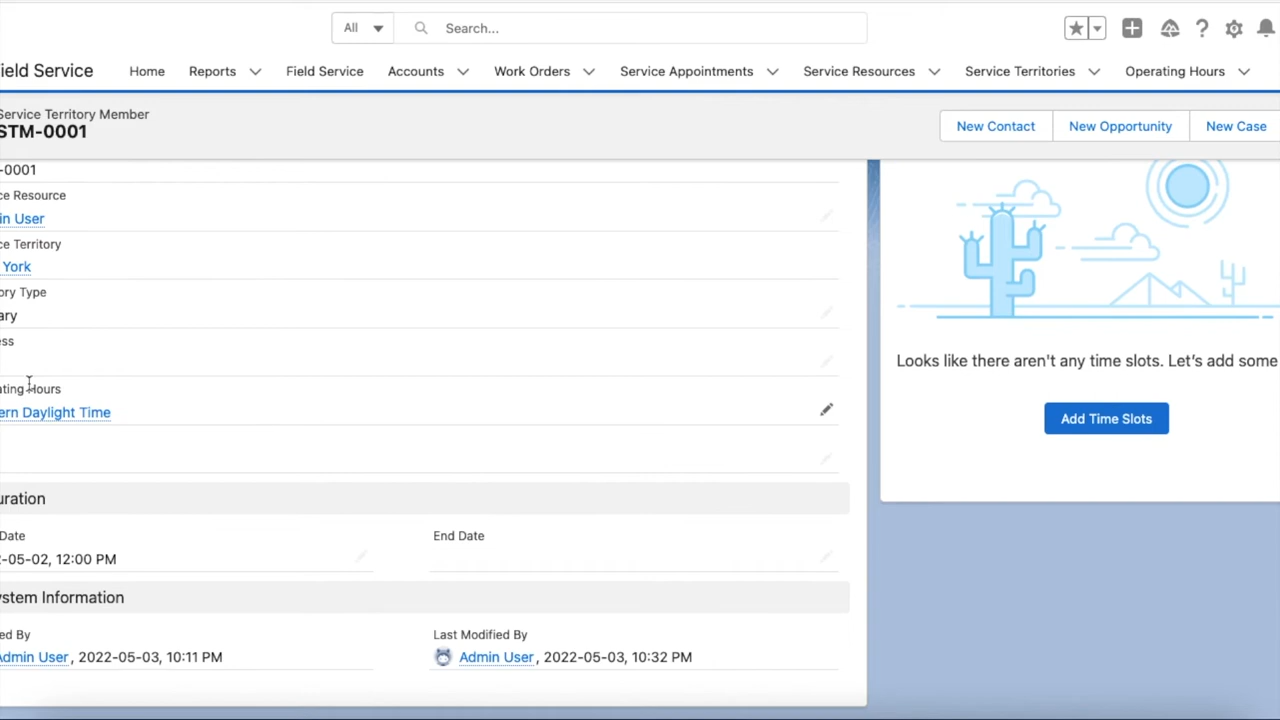 All
Search...
ield Service
Home
Reports
Field Service
Accounts
Work Orders
Service Appointments
Service Resources
Service Territories
Operating Hours
Service Territory Member
STM-0001
New Contact
New Opportunity
New Case
-0001
ce Resource
in User
ce Territory
York
ory Type
ary
ess
ating Hours
ern Daylight Time
uration
Date
-05-02, 12:00 PM
End Date
stem Information
ed By
Admin User , 2022-05-03, 10:11 PM
Last Modified By
Admin User , 2022-05-03, 10:32 PM
Looks like there aren't any time slots. Let's add some
Add Time Slots